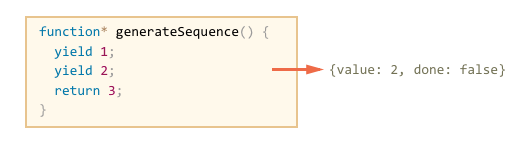 function* generateSequence() {
  yield 1;
  yield 2;
  return 3;
}
{value: 2, done: false}